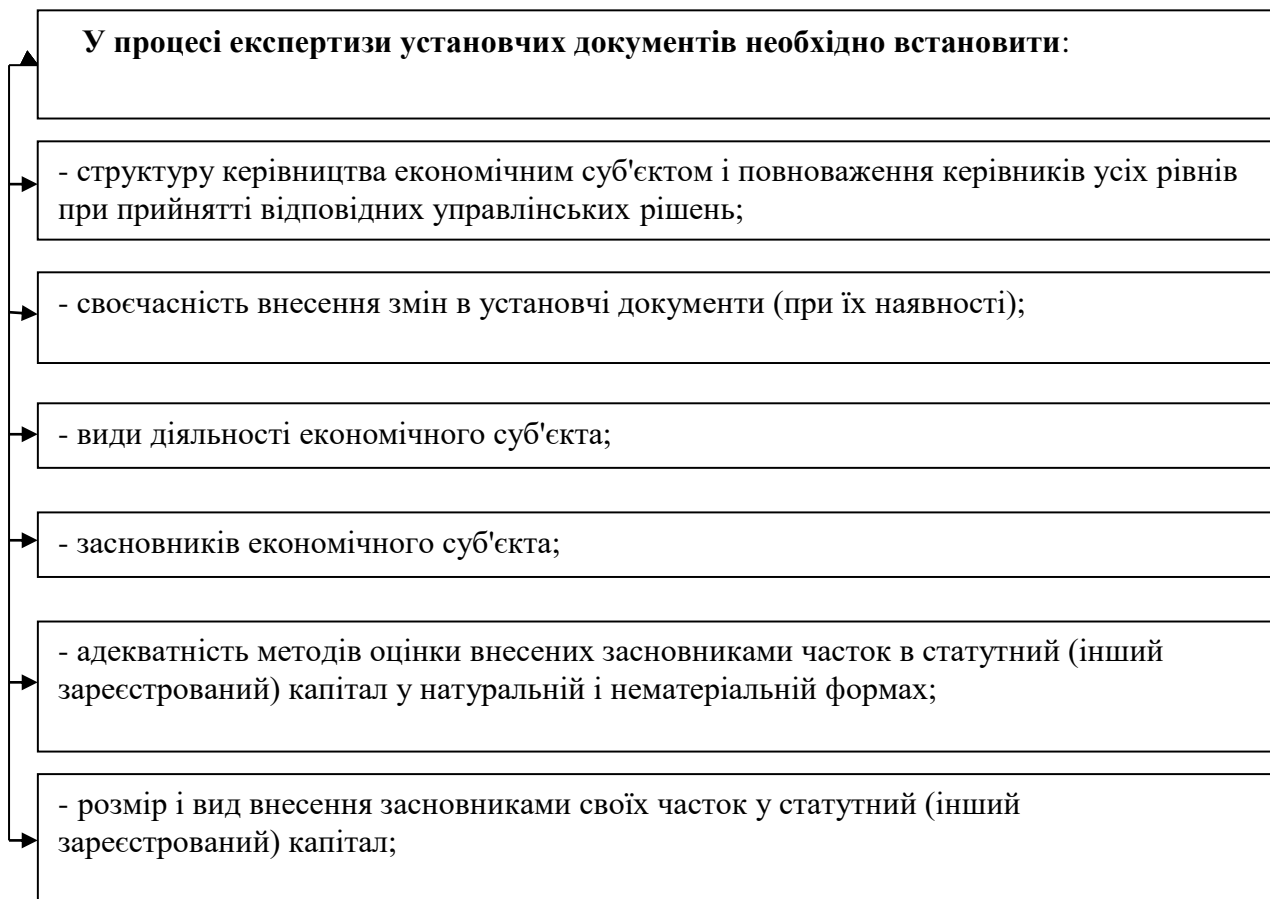 У процесі експертизи установчих документів необхідно встановити:
- структуру керівництва економічним суб'єктом і повноваження керівників усіх рівнів
при прийнятті відповідних управлінських рішень;
- своєчасність внесення змін в установчі документи (при їх наявності);
- види діяльності економічного суб'єкта;
- засновників економічного суб'єкта;
- адекватність методів оцінки внесених засновниками часток в статутний (інший
зареєстрований) капітал у натуральній і нематеріальній формах;
- розмір і вид внесення засновниками своїх часток у статутний (інший
зареєстрований) капітал;